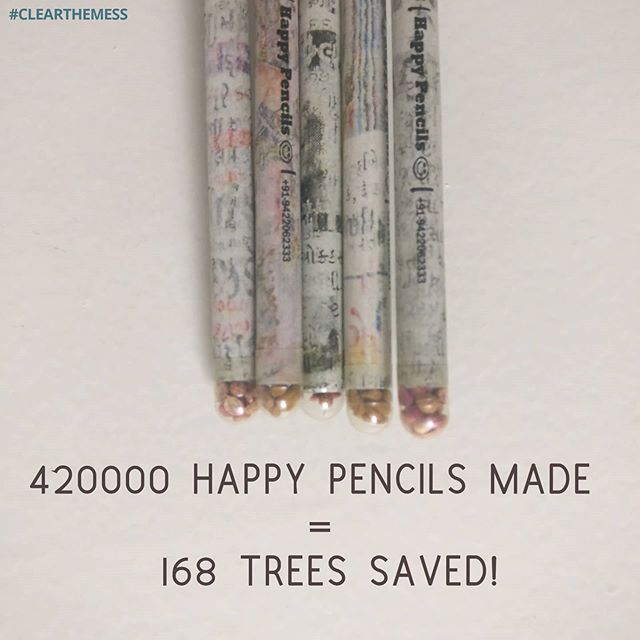 #CLEARTHEMESS
Happy Pencils
+91 9422062333
Happy Pencils
+91 9422062333
420000 HAPPY PENCILS MADE
=
168 TREES SAVED!